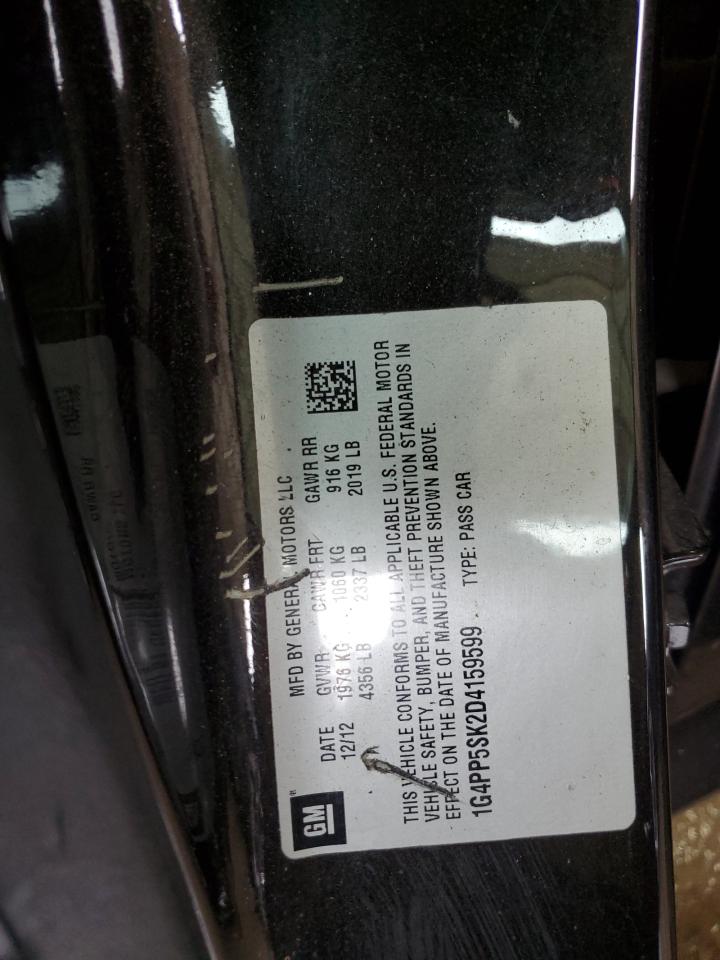 GM
MFD BY GENERAL MOTORS LLC
DATE GVWR GAWR FRT GAWR RR
12/12 1976 KG 1060 KG 916 KG
4356 LB 2337 LB 2019 LB
THIS VEHICLE CONFORMS TO ALL APPLICABLE U.S. FEDERAL MOTOR
VEHICLE SAFETY, BUMPER, AND THEFT PREVENTION STANDARDS IN
EFFECT ON THE DATE OF MANUFACTURE SHOWN ABOVE.
1G4PP5SK2D4159599 TYPE: PASS CAR